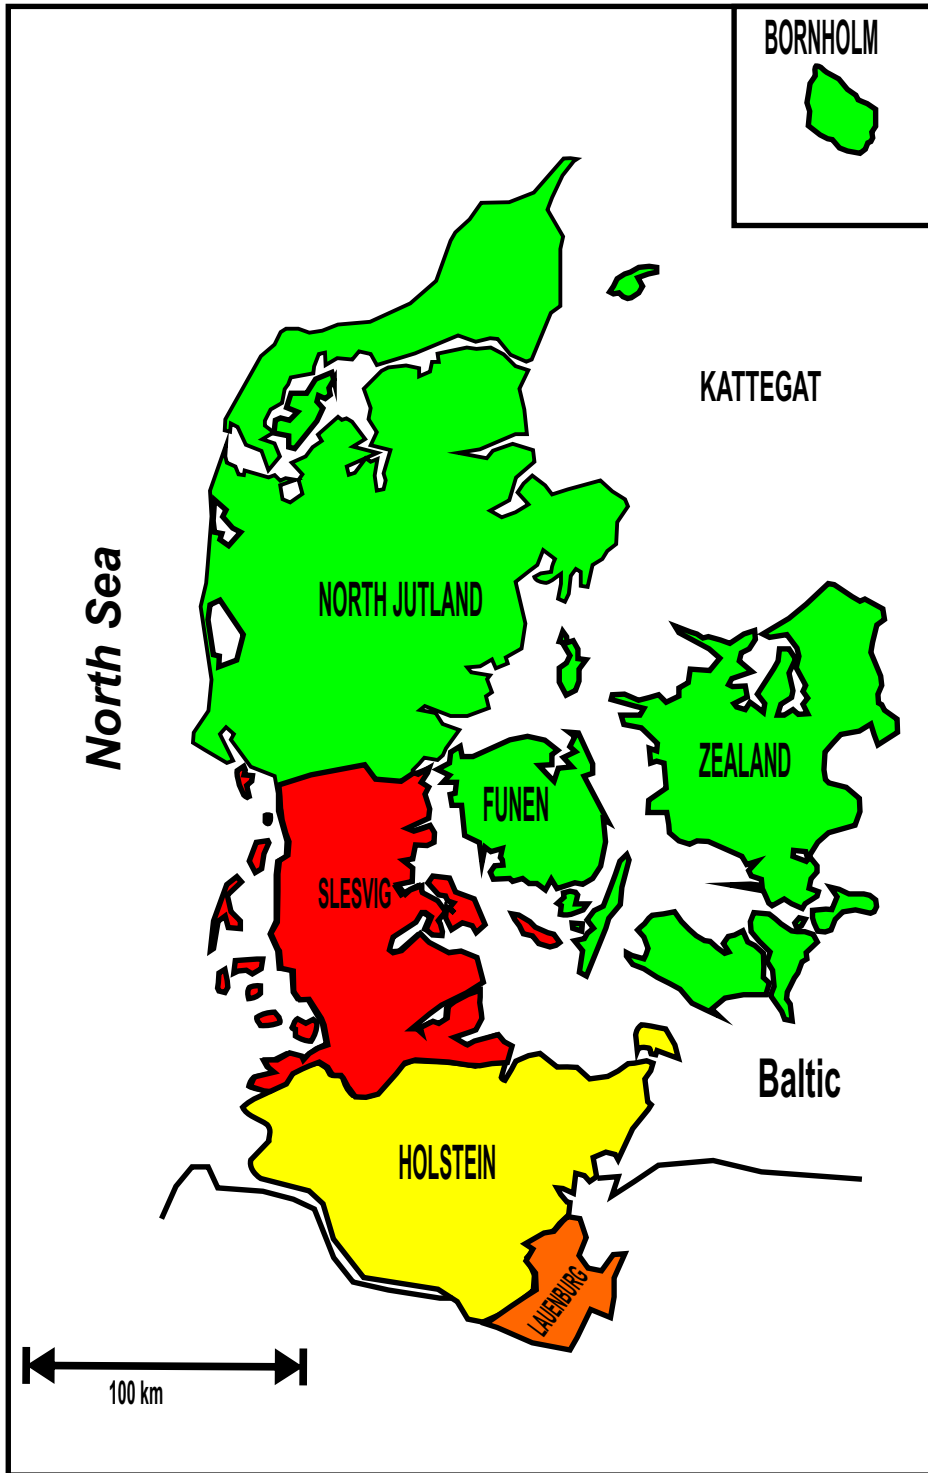 BORNHOLM
KATTEGAT
North Sea
NORTH JUTLAND
ZEALAND
FUNEN
SLESVIG
Baltic
HOLSTEIN
LAUENBURG
100 km